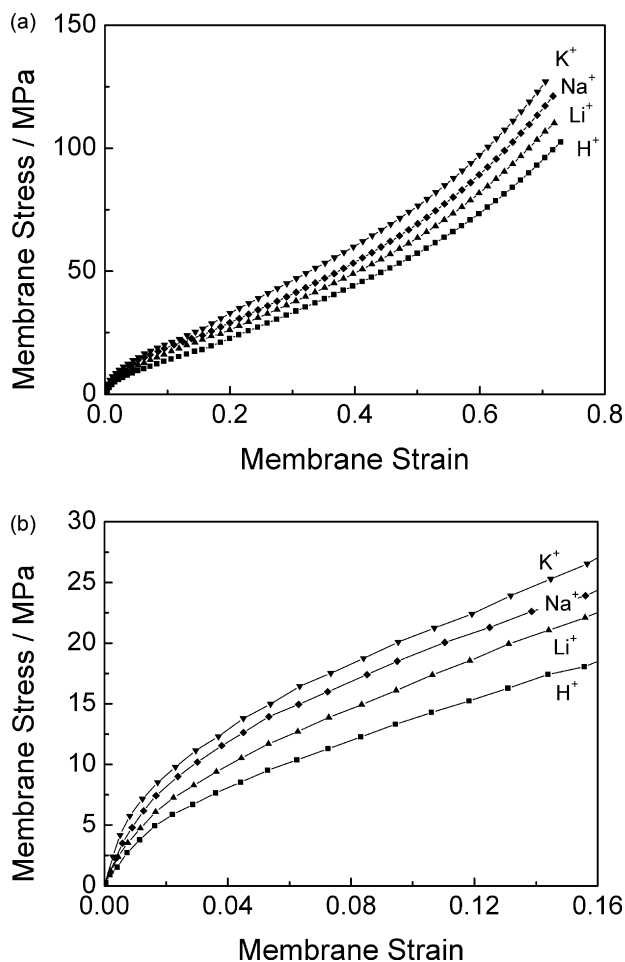 (a)
150
100
50
0
Membrane Stress / MPa
K⁺
Na⁺
Li⁺
H⁺
0.0 0.2 0.4 0.6 0.8
Membrane Strain
(b)
30
25
20
15
10
5
0
Membrane Stress / MPa
K⁺
Na⁺
Li⁺
H⁺
0.00 0.04 0.08 0.12 0.16
Membrane Strain